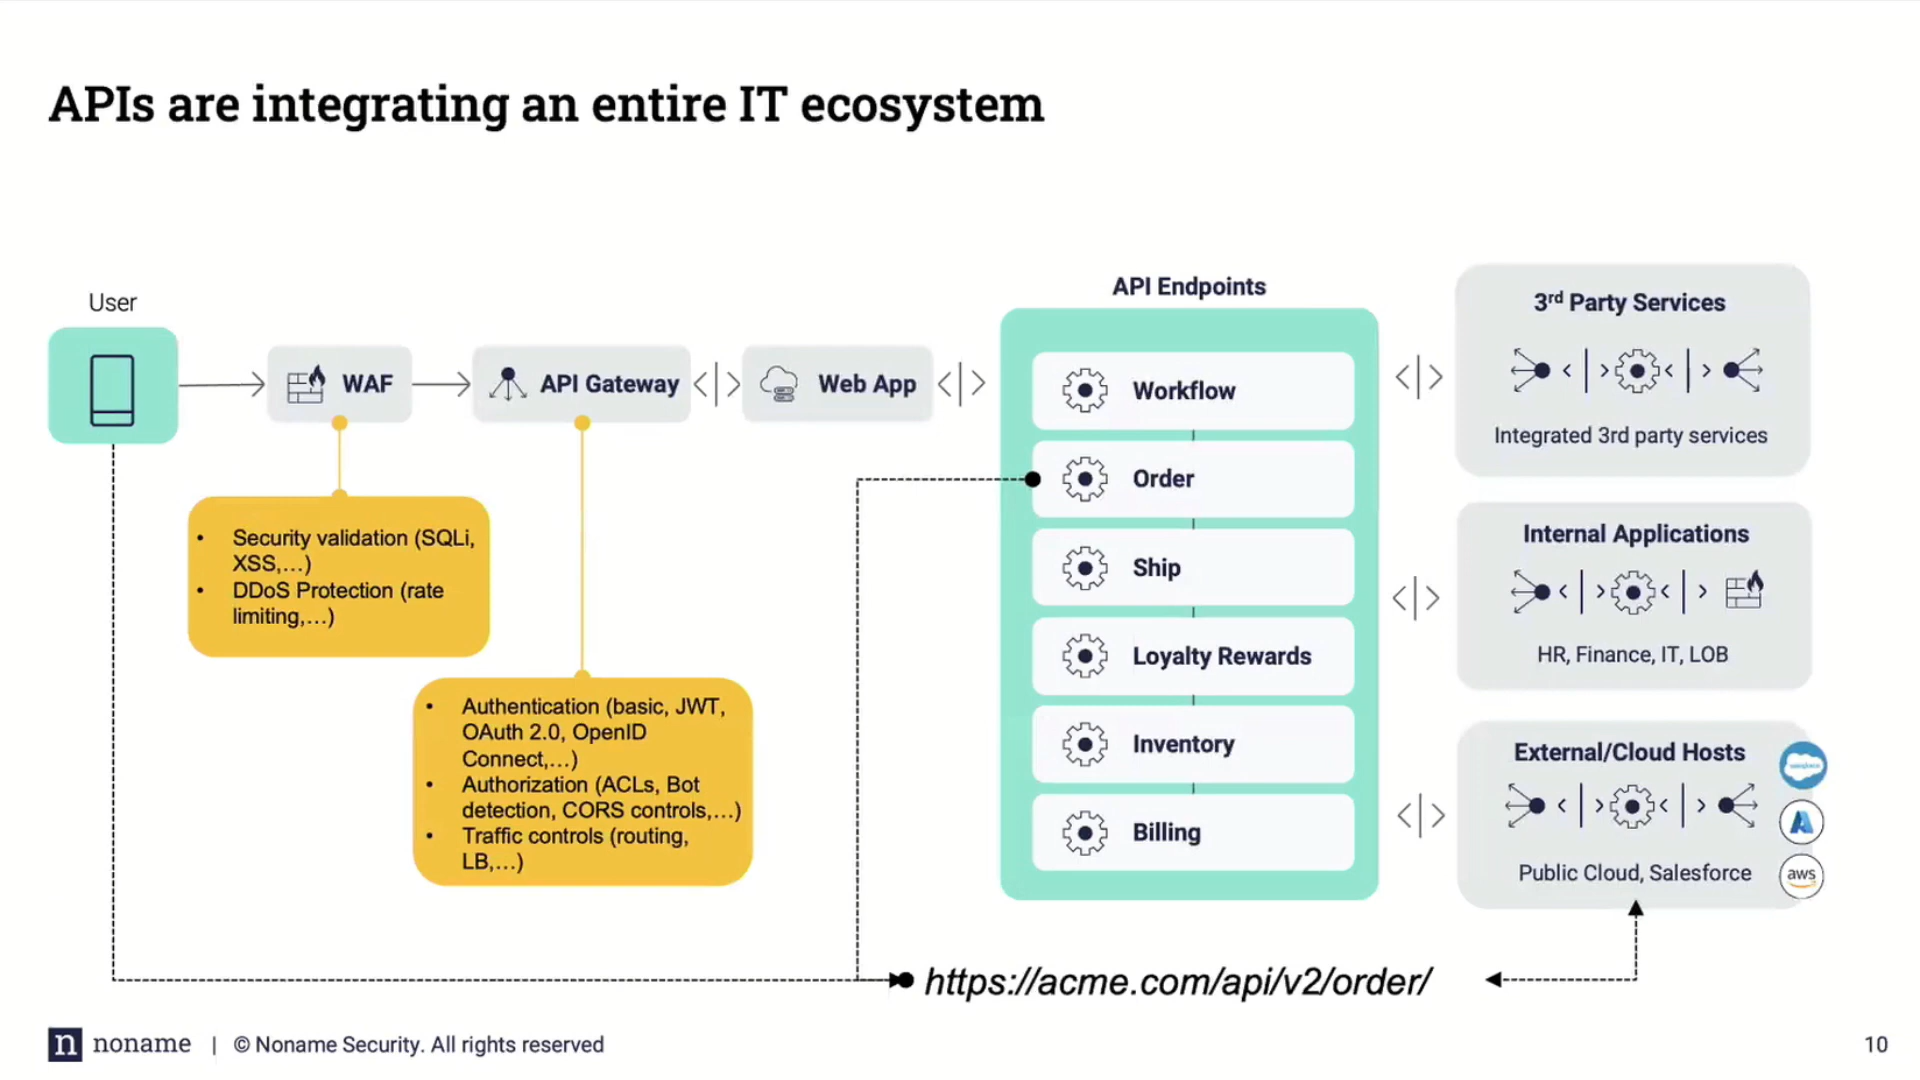 APIs are integrating an entire IT ecosystem
User
WAF
API Gateway
Web App
• Security validation (SQLi,
XSS,...)
• DDoS Protection (rate
limiting,...)
• Authentication (basic, JWT,
OAuth 2.0, OpenID
Connect,...)
• Authorization (ACLs, Bot
detection, CORS controls,...)
• Traffic controls (routing,
LB,...)
API Endpoints
Workflow
Order
Ship
Loyalty Rewards
Inventory
Billing
3rd Party Services
Integrated 3rd party services
Internal Applications
HR, Finance, IT, LOB
External/Cloud Hosts
Public Cloud, Salesforce
salesforce
aws
https://acme.com/api/v2/order/
n noname | © Noname Security. All rights reserved
10